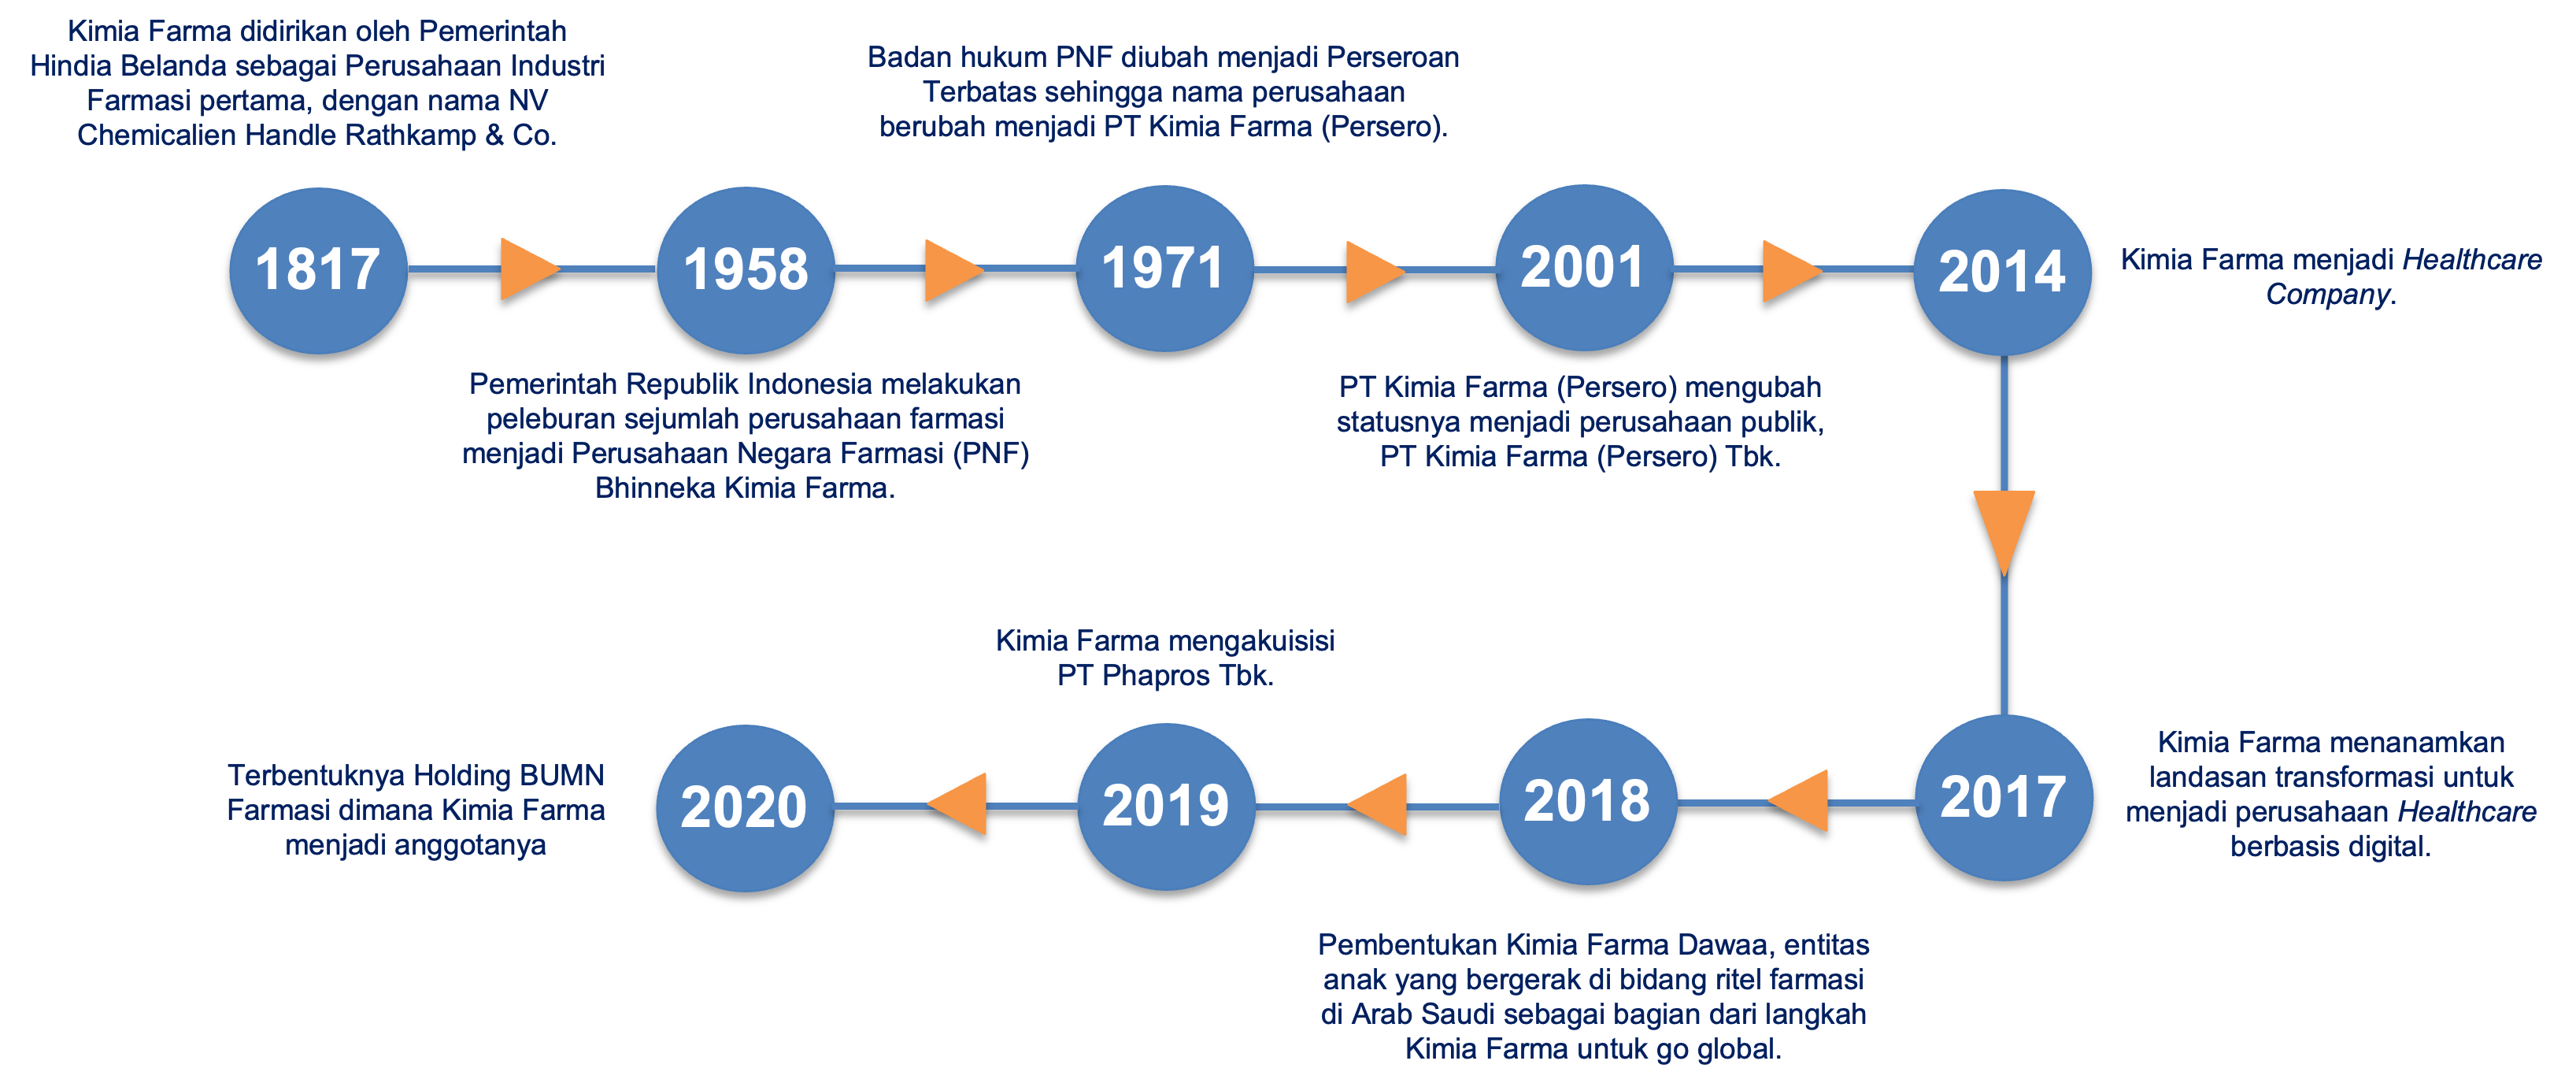 Kimia Farma didirikan oleh Pemerintah
Hindia Belanda sebagai Perusahaan Industri
Farmasi pertama, dengan nama NV
Chemicalien Handle Rathkamp & Co.
1817
1958
Pemerintah Republik Indonesia melakukan
peleburan sejumlah perusahaan farmasi
menjadi Perusahaan Negara Farmasi (PNF)
Bhinneka Kimia Farma.
Badan hukum PNF diubah menjadi Perseroan
Terbatas sehingga nama perusahaan
berubah menjadi PT Kimia Farma (Persero).
1971
2001
PT Kimia Farma (Persero) mengubah
statusnya menjadi perusahaan publik,
PT Kimia Farma (Persero) Tbk.
2014
Kimia Farma menjadi Healthcare
Company.
2017
Kimia Farma menanamkan
landasan transformasi untuk
menjadi perusahaan Healthcare
berbasis digital.
2018
Pembentukan Kimia Farma Dawaa, entitas
anak yang bergerak di bidang ritel farmasi
di Arab Saudi sebagai bagian dari langkah
Kimia Farma untuk go global.
Kimia Farma mengakuisisi
PT Phapros Tbk.
2019
2020
Terbentuknya Holding BUMN
Farmasi dimana Kimia Farma
menjadi anggotanya